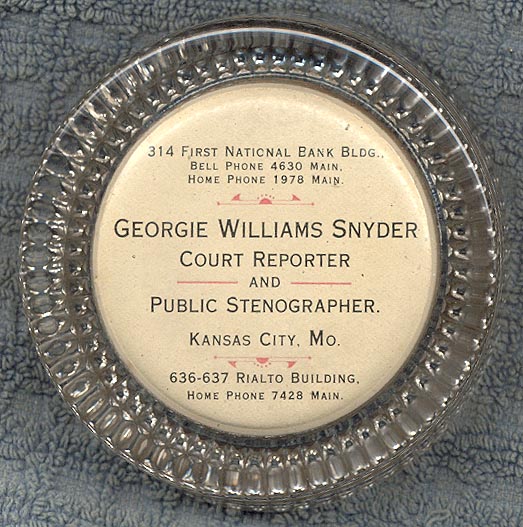 314 First National Bank Bldg.,
Bell Phone 4630 Main,
Home Phone 1978 Main.
Georgie Williams Snyder
Court Reporter
and
Public Stenographer.
Kansas City, Mo.
636-637 Rialto Building,
Home Phone 7428 Main.